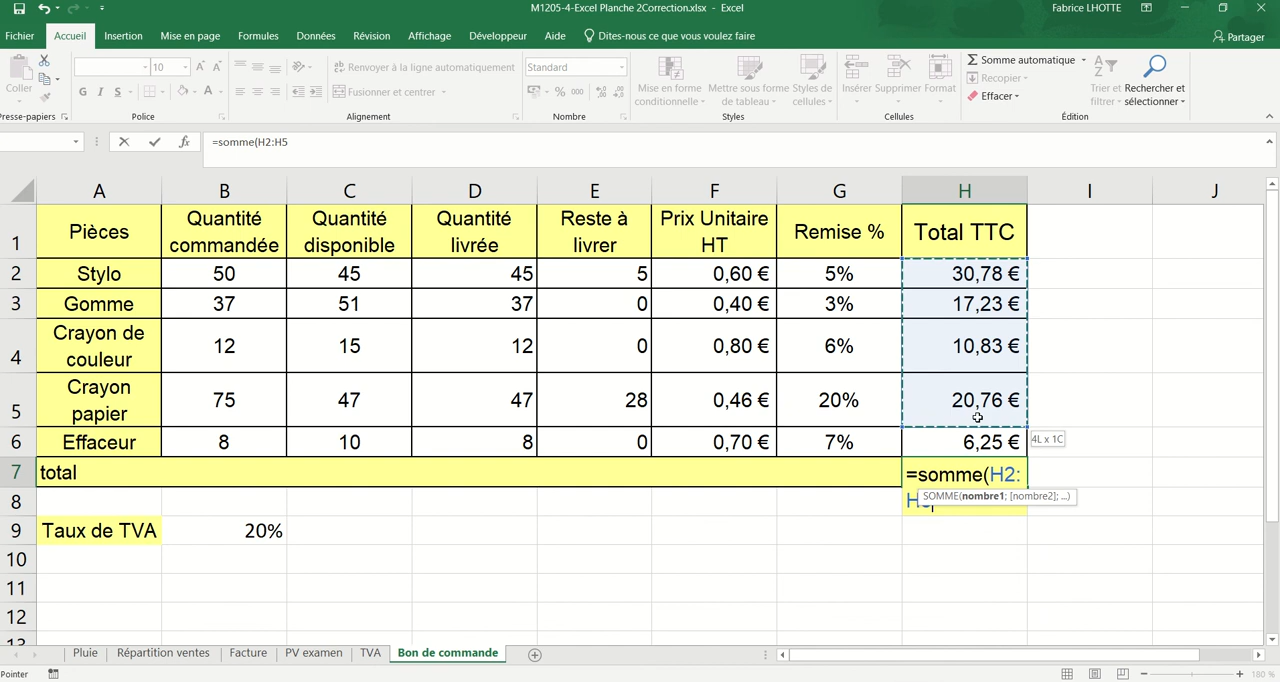 M1205-4-Excel Planche 2Correction.xlsx - Excel
Fabrice LHOTTE
Fichier Accueil Insertion Mise en page Formules Données Révision Affichage Développeur Aide Dites-nous ce que vous voulez faire Partager
Coller
10
Renvoyer à la ligne automatiquement
Standard
Mise en forme conditionnelle
Mettre sous forme de tableau
Styles de cellules
Insérer Supprimer Format
Somme automatique
Recopier
Effacer
Trier et filtrer
Rechercher et sélectionner
G I S
Fusionner et centrer
% 000
Presse-papiers Police Alignement Nombre Styles Cellules Édition
fx =somme(H2:H5
A B C D E F G H I J
1 Pièces Quantité commandée Quantité disponible Quantité livrée Reste à livrer Prix Unitaire HT Remise % Total TTC
2 Stylo 50 45 45 5 0,60 € 5% 30,78 €
3 Gomme 37 51 37 0 0,40 € 3% 17,23 €
4 Crayon de couleur 12 15 12 0 0,80 € 6% 10,83 €
5 Crayon papier 75 47 47 28 0,46 € 20% 20,76 €
6 Effaceur 8 10 8 0 0,70 € 7% 6,25 €
4L x 1C
7 total =somme(H2:
8
SOMME(nombre1; [nombre2]; ...)
9 Taux de TVA 20%
10
11
12
13
Pluie Répartition ventes Facture PV examen TVA Bon de commande
Pointer
180 %